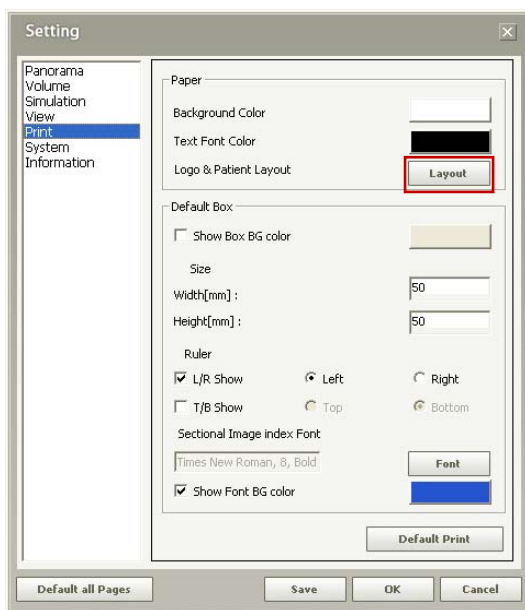 Setting
Panorama
Volume
Simulation
View
Print
System
Information
Paper
Background Color
Text Font Color
Logo & Patient Layout
Layout
Default Box
Show Box BG color
Size
Width[mm] :
50
Height[mm] :
50
Ruler
L/R Show
Left
Right
T/B Show
Top
Bottom
Sectional Image index Font
Times New Roman, 8, Bold
Font
Show Font BG color
Default Print
Default all Pages
Save
OK
Cancel